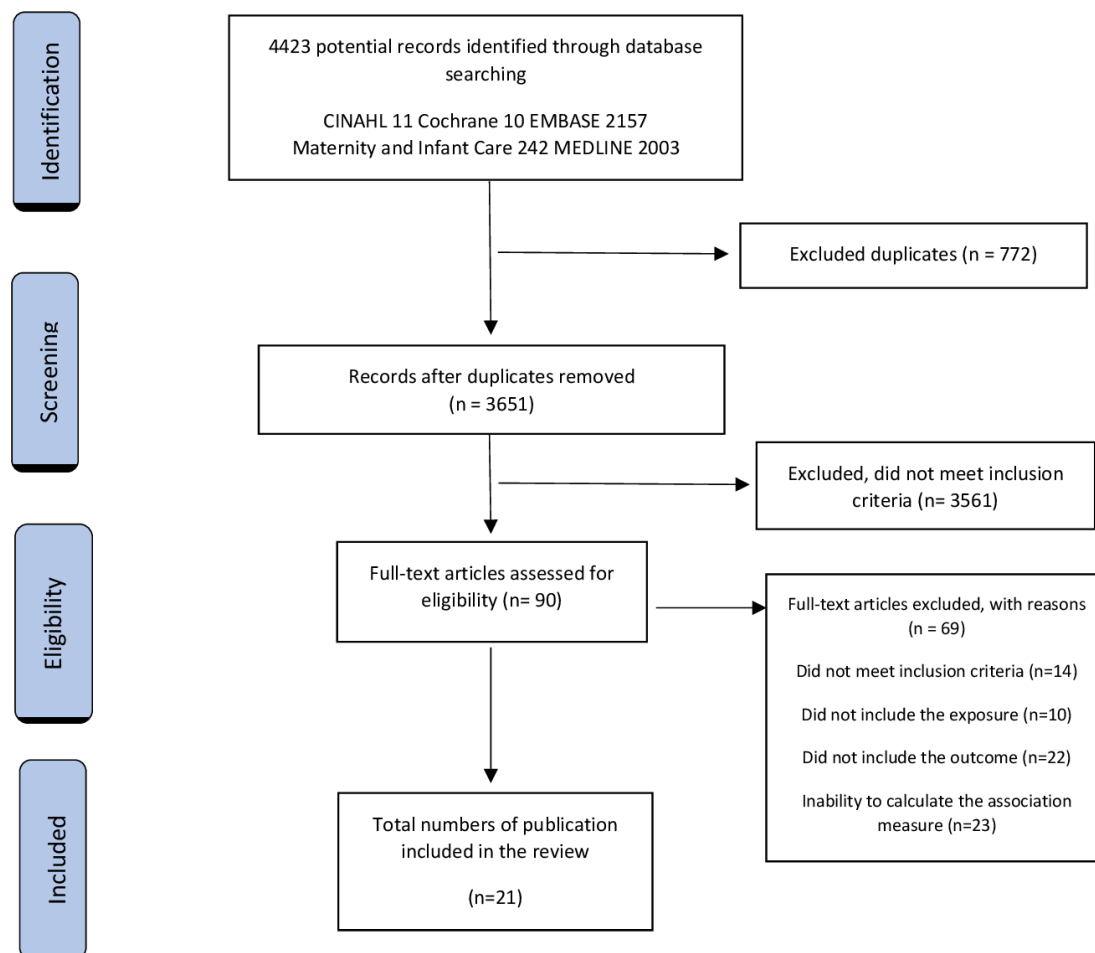 Identification
4423 potential records identified through database
searching
CINAHL 11 Cochrane 10 EMBASE 2157
Maternity and Infant Care 242 MEDLINE 2003
Excluded duplicates (n = 772)
Screening
Records after duplicates removed
(n = 3651)
Excluded, did not meet inclusion
criteria (n= 3561)
Eligibility
Full-text articles assessed for
eligibility (n= 90)
Full-text articles excluded, with reasons
(n = 69)
Did not meet inclusion criteria (n=14)
Did not include the exposure (n=10)
Did not include the outcome (n=22)
Inability to calculate the association
measure (n=23)
Included
Total numbers of publication
included in the review
(n=21)